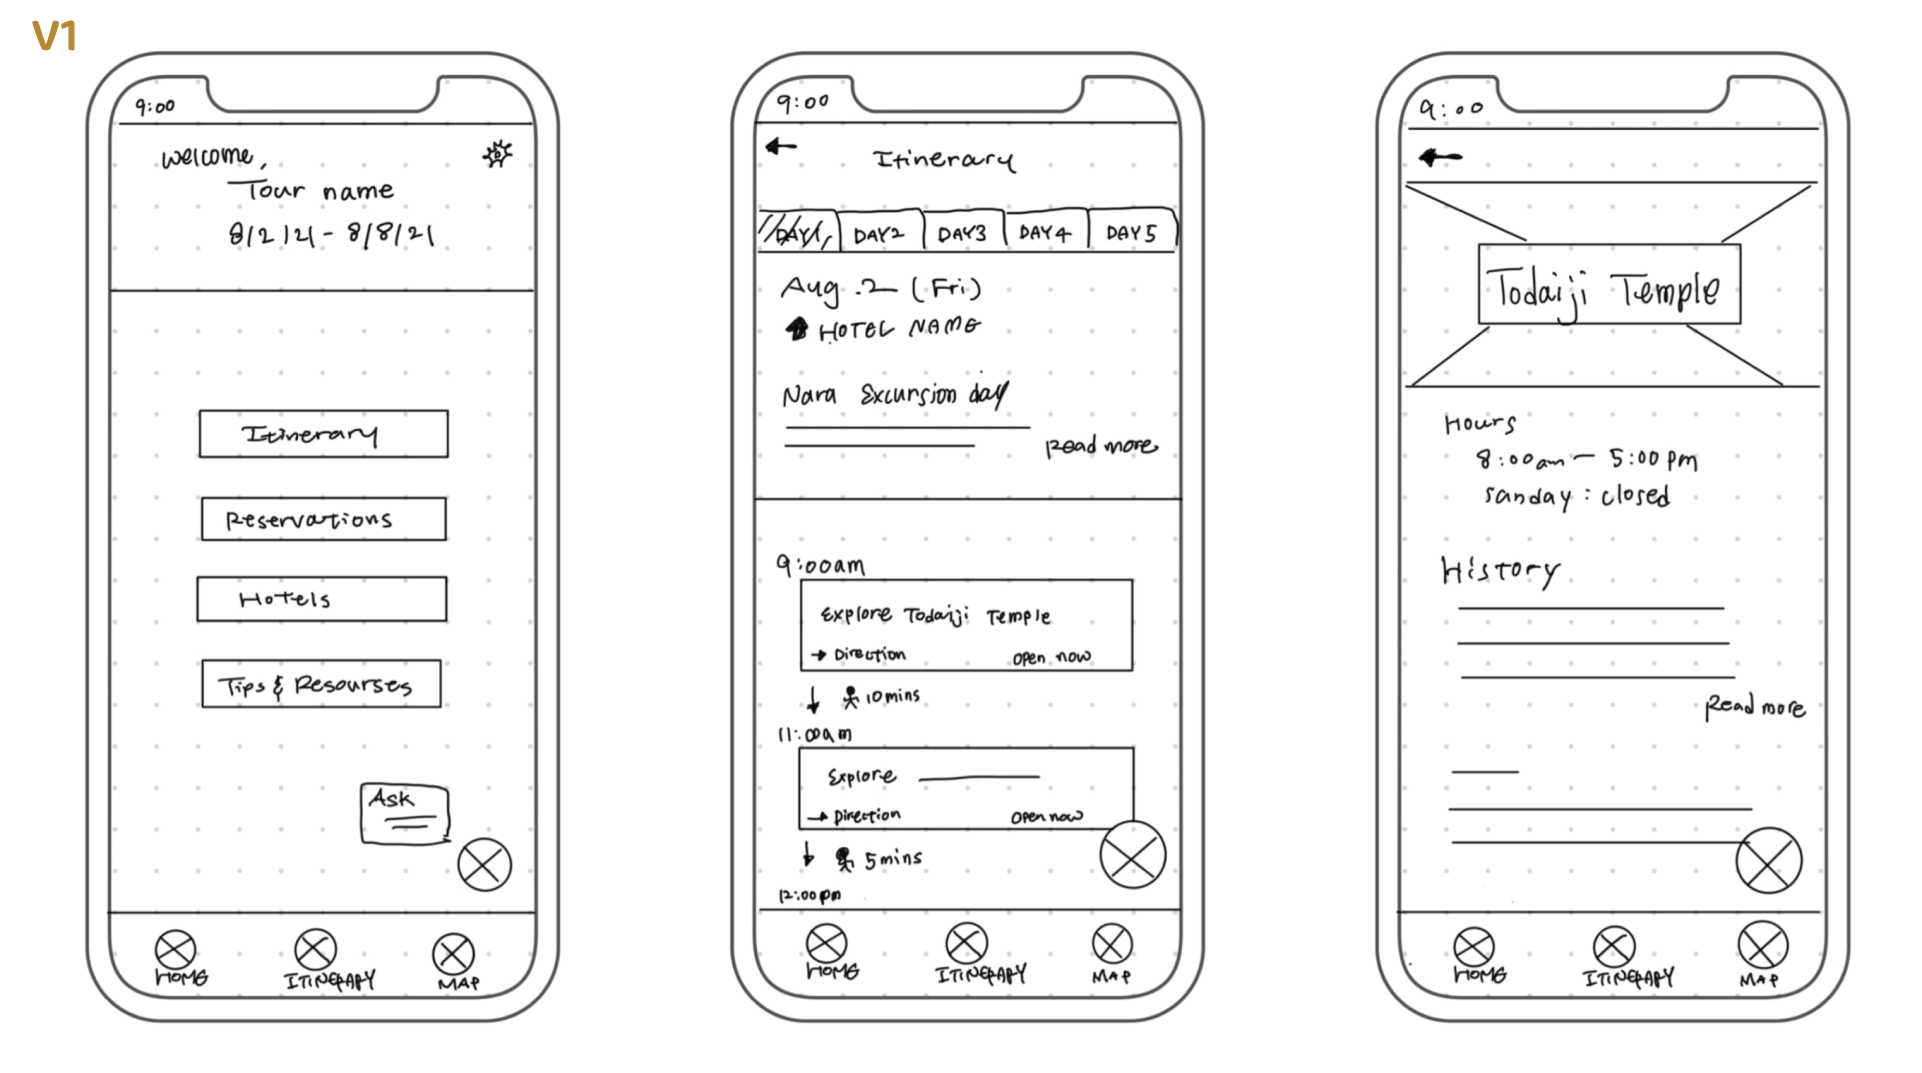 V1
9:00
Welcome,
Tour name
8/2/21 - 8/8/21
Itinerary
Reservations
Hotels
Tips & Resourses
Ask
HOME
ITINERARY
MAP
9:00
Itinerary
DAY1
DAY2
DAY3
DAY4
DAY5
Aug.2 (Fri)
HOTEL NAME
Nara Excursion day
Read more
9:00am
Explore Todaiji Temple
Direction
Open now
10mins
11:00am
Explore
Direction
Open now
5mins
12:00pm
HOME
ITINERARY
MAP
9:00
Todaiji Temple
Hours
8:00am - 5:00pm
Sanday : closed
History
Read more
HOME
ITINERARY
MAP